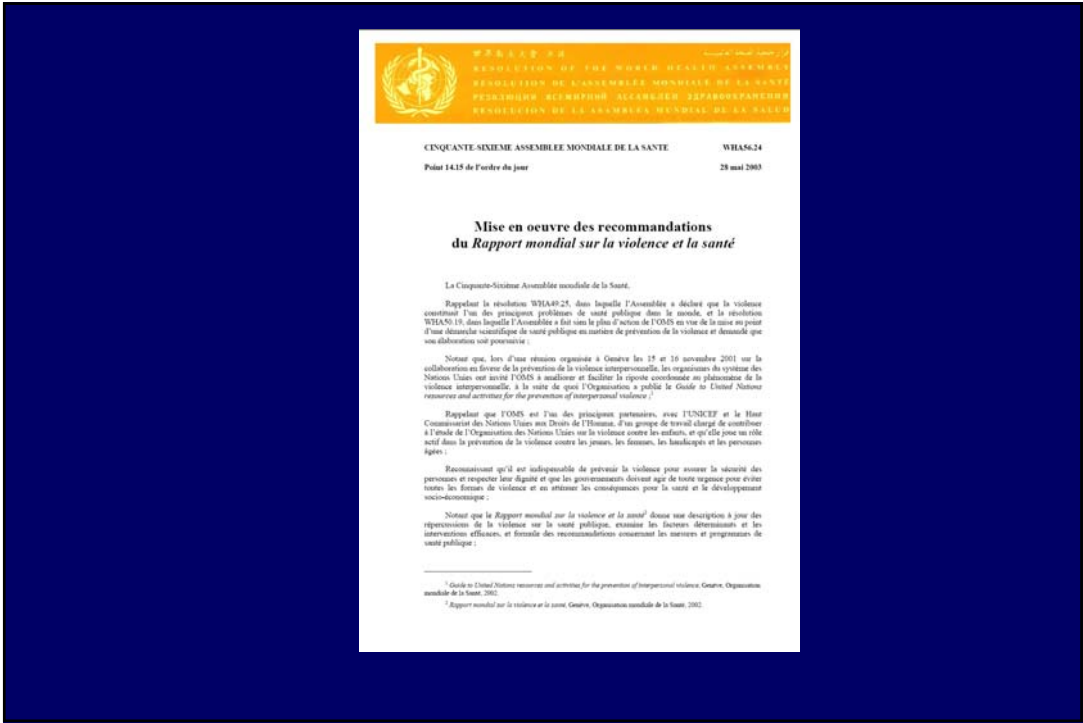 RESOLUTION OF THE WORLD HEALTH ASSEMBLY
RESOLUTION DE L'ASSEMBLEE MONDIALE DE LA SANTE
РЕЗОЛЮЦИЯ ВСЕМИРНОЙ АССАМБЛЕИ ЗДРАВООХРАНЕНИЯ
RESOLUCION DE LA ASAMBLEA MUNDIAL DE LA SALUD
CINQUANTE-SIXIEME ASSEMBLEE MONDIALE DE LA SANTE WHA56.24
Point 14.15 de l'ordre du jour 28 mai 2003
Mise en oeuvre des recommandations
du Rapport mondial sur la violence et la santé
La Cinquante-Sixième Assemblée mondiale de la Santé,
Rappelant la résolution WHA49.25, dans laquelle l'Assemblée a déclaré que la violence
constituait l'un des principaux problèmes de santé publique dans le monde, et la résolution
WHA50.19, dans laquelle l'Assemblée a fait sien le plan d'action de l'OMS en vue de la mise au point
d'une démarche scientifique de santé publique en matière de prévention de la violence et demandé que
son élaboration soit poursuivie ;
Notant que, lors d'une réunion organisée à Genève les 15 et 16 novembre 2001 sur la
collaboration en faveur de la prévention de la violence interpersonnelle, les organismes du système des
Nations Unies ont invité l'OMS à améliorer et faciliter la riposte coordonnée au phénomène de la
violence interpersonnelle, à la suite de quoi l'Organisation a publié le Guide to United Nations
resources and activities for the prevention of interpersonal violence ;1
Rappelant que l'OMS est l'un des principaux partenaires, avec l'UNICEF et le Haut
Commissariat des Nations Unies aux Droits de l'Homme, d'un groupe de travail chargé de contribuer
à l'étude de l'Organisation des Nations Unies sur la violence contre les enfants, et qu'elle joue un rôle
actif dans la prévention de la violence contre les jeunes, les femmes, les handicapés et les personnes
âgées ;
Reconnaissant qu'il est indispensable de prévenir la violence pour assurer la sécurité des
personnes et respecter leur dignité et que les gouvernements doivent agir de toute urgence pour éviter
toutes les formes de violence et en atténuer les conséquences pour la santé et le développement
socio-économique ;
Notant que le Rapport mondial sur la violence et la santé2 donne une description à jour des
répercussions de la violence sur la santé publique, examine les facteurs déterminants et les
interventions efficaces, et formule des recommandations concernant les mesures et programmes de
santé publique ;
1 Guide to United Nations resources and activities for the prevention of interpersonal violence, Genève, Organisation
mondiale de la Santé, 2002.
2 Rapport mondial sur la violence et la santé, Genève, Organisation mondiale de la Santé, 2002.